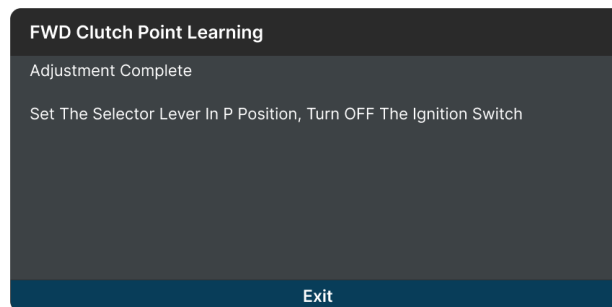 FWD Clutch Point Learning
Adjustment Complete
Set The Selector Lever In P Position, Turn OFF The Ignition Switch
Exit